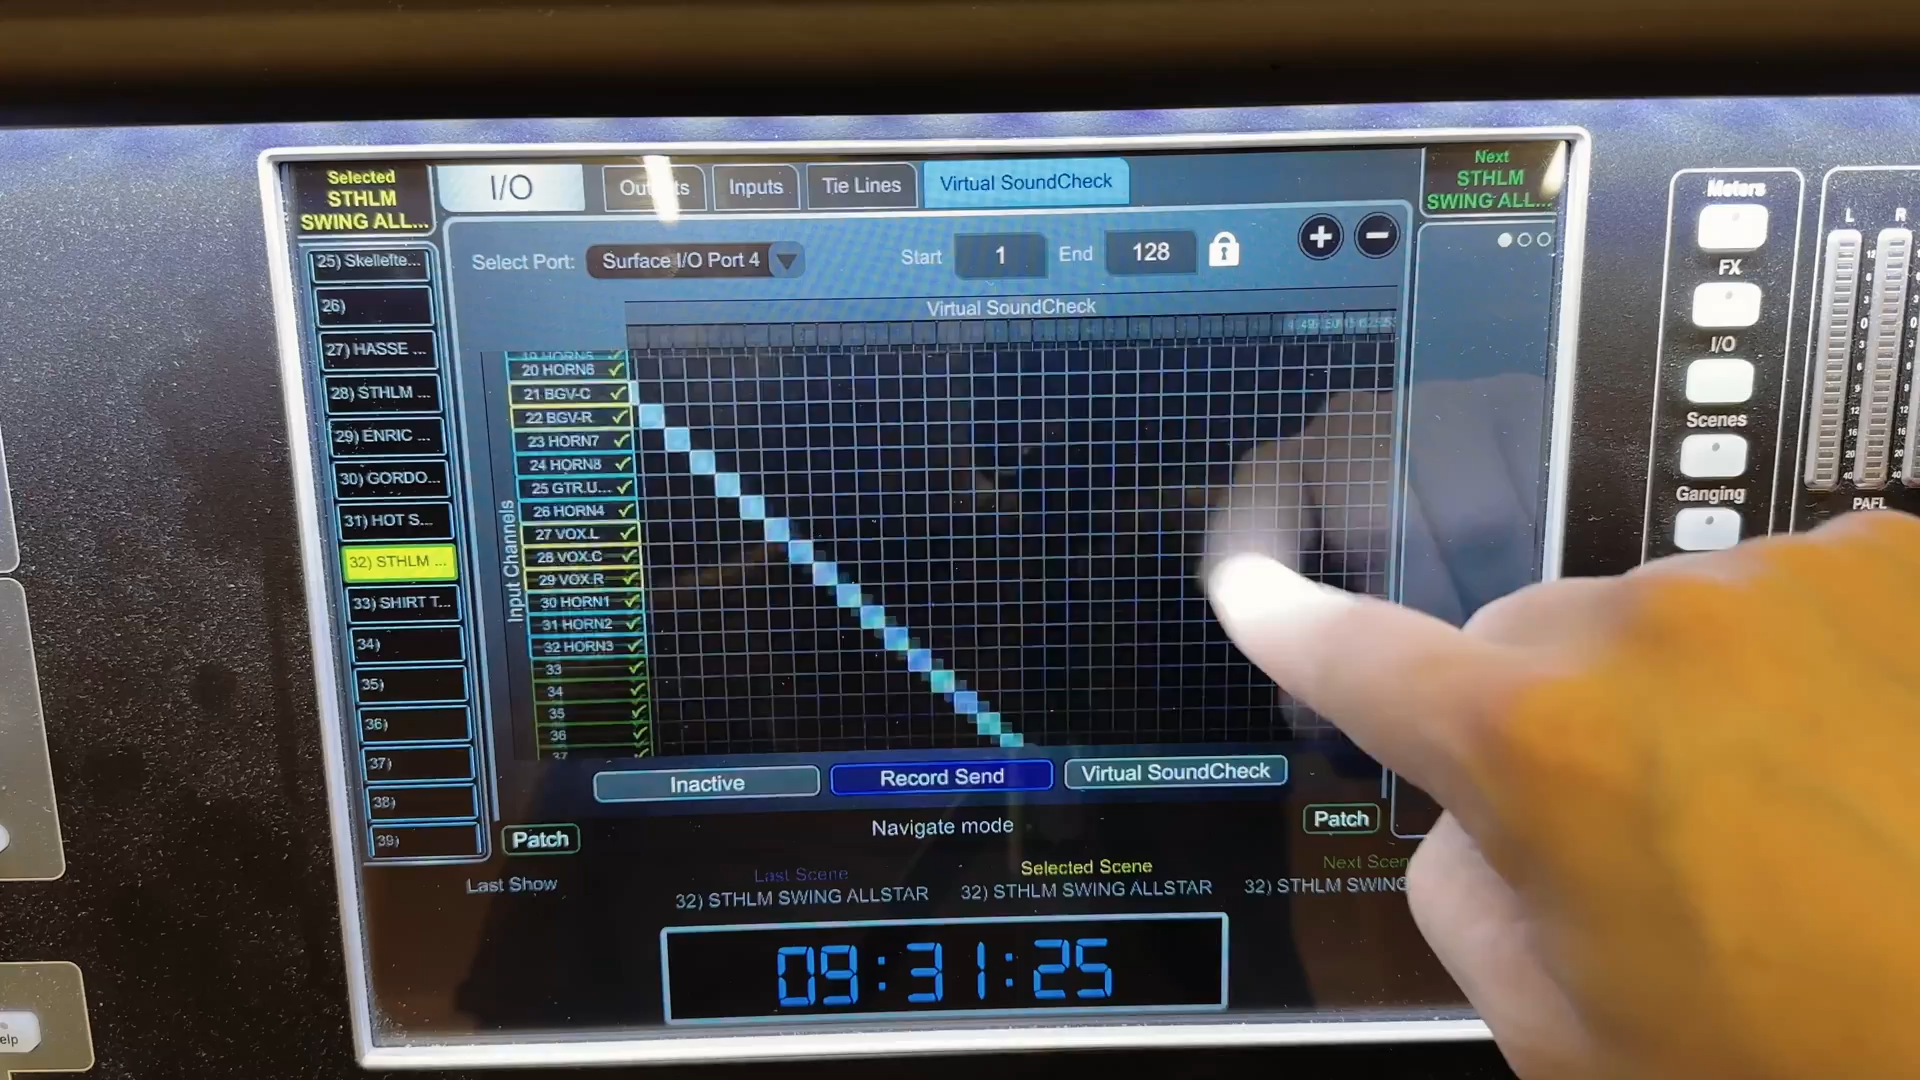 Selected
STHLM
SWING ALL...
I/O
Outputs
Inputs
Tie Lines
Virtual SoundCheck
Next
STHLM
SWING ALL...
Select Port:
Surface I/O Port 4
Start
1
End
128
+
-
Virtual SoundCheck
25) Skellefte...
26)
27) HASSE ...
28) STHLM ...
29) ENRIC ...
30) GORDO...
31) HOT S...
32) STHLM ...
33) SHIRT T...
34)
35)
36)
37)
38)
39)
Input Channels
20 HORN6
21 BGV-C
22 BGV-R
23 HORN7
24 HORN8
25 GTR.U...
26 HORN4
27 VOX.L
28 VOX.C
29 VOX.R
30 HORN1
31 HORN2
32 HORN3
33
34
35
36
37
Inactive
Record Send
Virtual SoundCheck
Patch
Navigate mode
Patch
Last Show
Last Scene
32) STHLM SWING ALLSTAR
Selected Scene
32) STHLM SWING ALLSTAR
Next Scen
32) STHLM SWING
09:31:25
Meters
FX
I/O
Scenes
Ganging
L
R
PAFL
elp